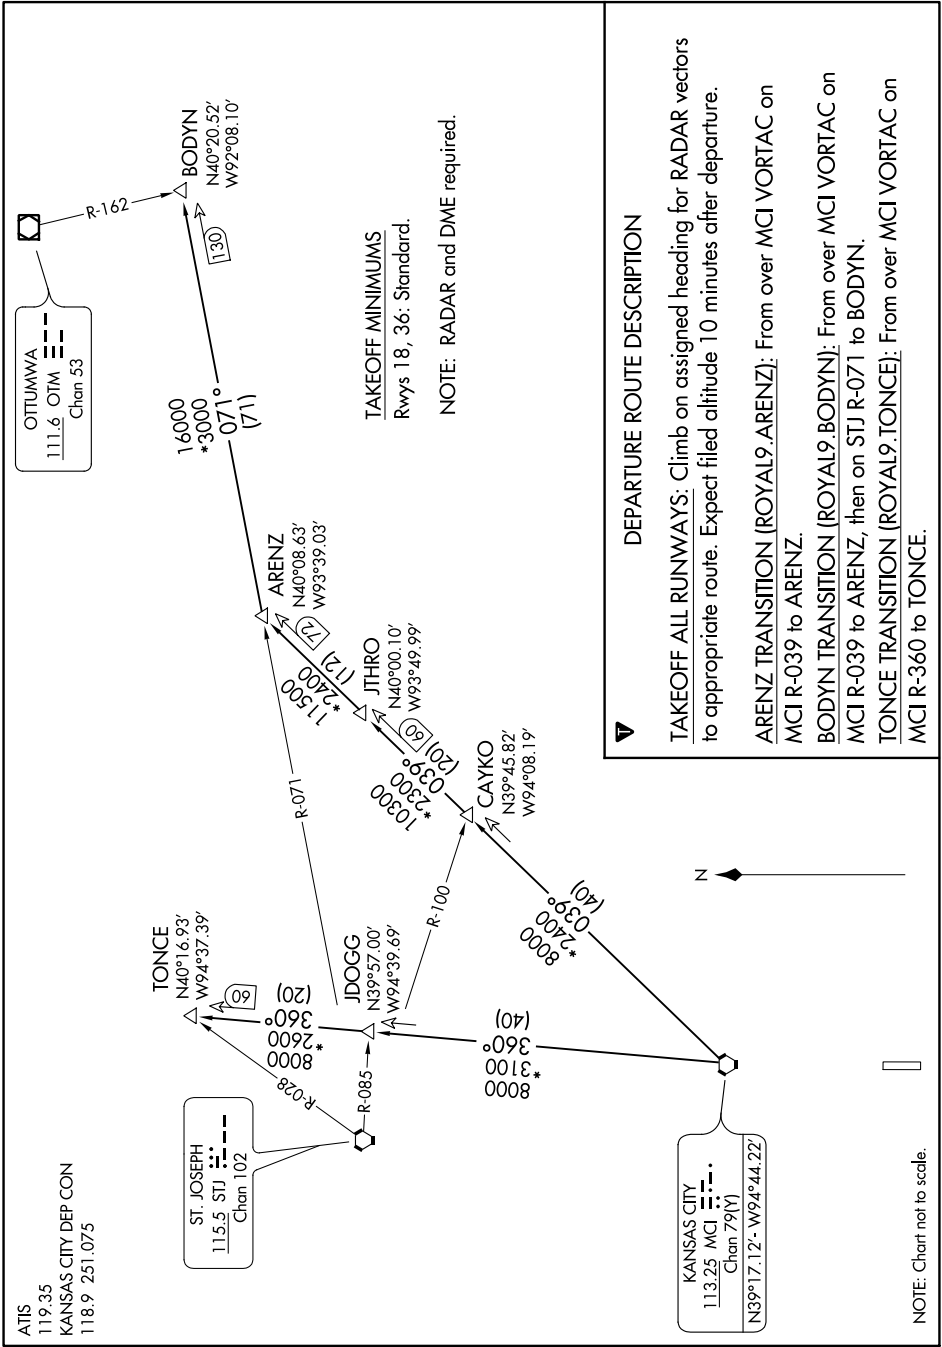 ATIS
119.35
KANSAS CITY DEP CON
118.9 251.075
OTTUMWA
111.6 OTM
Chan 53
R-162
BODYN
N40°20.52'
W92°08.10'
130
16000
*3000
071°
(71)
TAKEOFF MINIMUMS
Rwys 18, 36: Standard.
NOTE: RADAR and DME required.
ARENZ
N40°08.63'
W93°39.03'
72
11500
*2400
(12)
JTHRO
N40°00.10'
W93°49.99'
60
10300
*2300
039°
(20)
CAYKO
N39°45.82'
W94°08.19'
8000
*2400
039°
(40)
R-071
R-100
TONCE
N40°16.93'
W94°37.39'
60
8000
*2600
360°
(20)
JDOGG
N39°57.00'
W94°39.69'
8000
*3100
360°
(40)
R-028
R-085
ST. JOSEPH
115.5 STJ
Chan 102
KANSAS CITY
113.25 MCI
Chan 79(Y)
N39°17.12'- W94°44.22'
N
NOTE: Chart not to scale.
T
DEPARTURE ROUTE DESCRIPTION
TAKEOFF ALL RUNWAYS: Climb on assigned heading for RADAR vectors
to appropriate route. Expect filed altitude 10 minutes after departure.
ARENZ TRANSITION (ROYAL9.ARENZ): From over MCI VORTAC on
MCI R-039 to ARENZ.
BODYN TRANSITION (ROYAL9.BODYN): From over MCI VORTAC on
MCI R-039 to ARENZ, then on STJ R-071 to BODYN.
TONCE TRANSITION (ROYAL9.TONCE): From over MCI VORTAC on
MCI R-360 to TONCE.